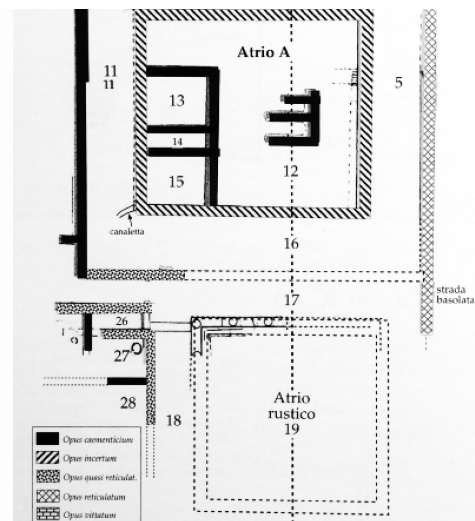 Atrio A
11
11
5
13
14
12
15
canaletta
16
17
strada
basolata
26
27
28
18
Atrio
rustico
19
Opus caementicium
Opus incertum
Opus quasi reticulat.
Opus reticulatum
Opus vittatum